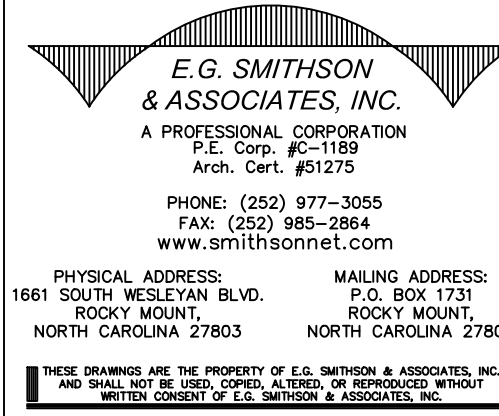 E.G. SMITHSON
& ASSOCIATES, INC.
A PROFESSIONAL CORPORATION
P.E. Corp. #C-1189
Arch. Cert. #51275
PHONE: (252) 977-3055
FAX: (252) 985-2864
www.smithsonnet.com
PHYSICAL ADDRESS:
1661 SOUTH WESLEYAN BLVD.
ROCKY MOUNT,
NORTH CAROLINA 27803
MAILING ADDRESS:
P.O. BOX 1731
ROCKY MOUNT,
NORTH CAROLINA
THESE DRAWINGS ARE THE PROPERTY OF E.G. SMITHSON & ASSOCIATES, INC.
AND SHALL NOT BE USED, COPIED, ALTERED, OR REPRODUCED WITHOUT
WRITTEN CONSENT OF E.G. SMITHSON & ASSOCIATES, INC.